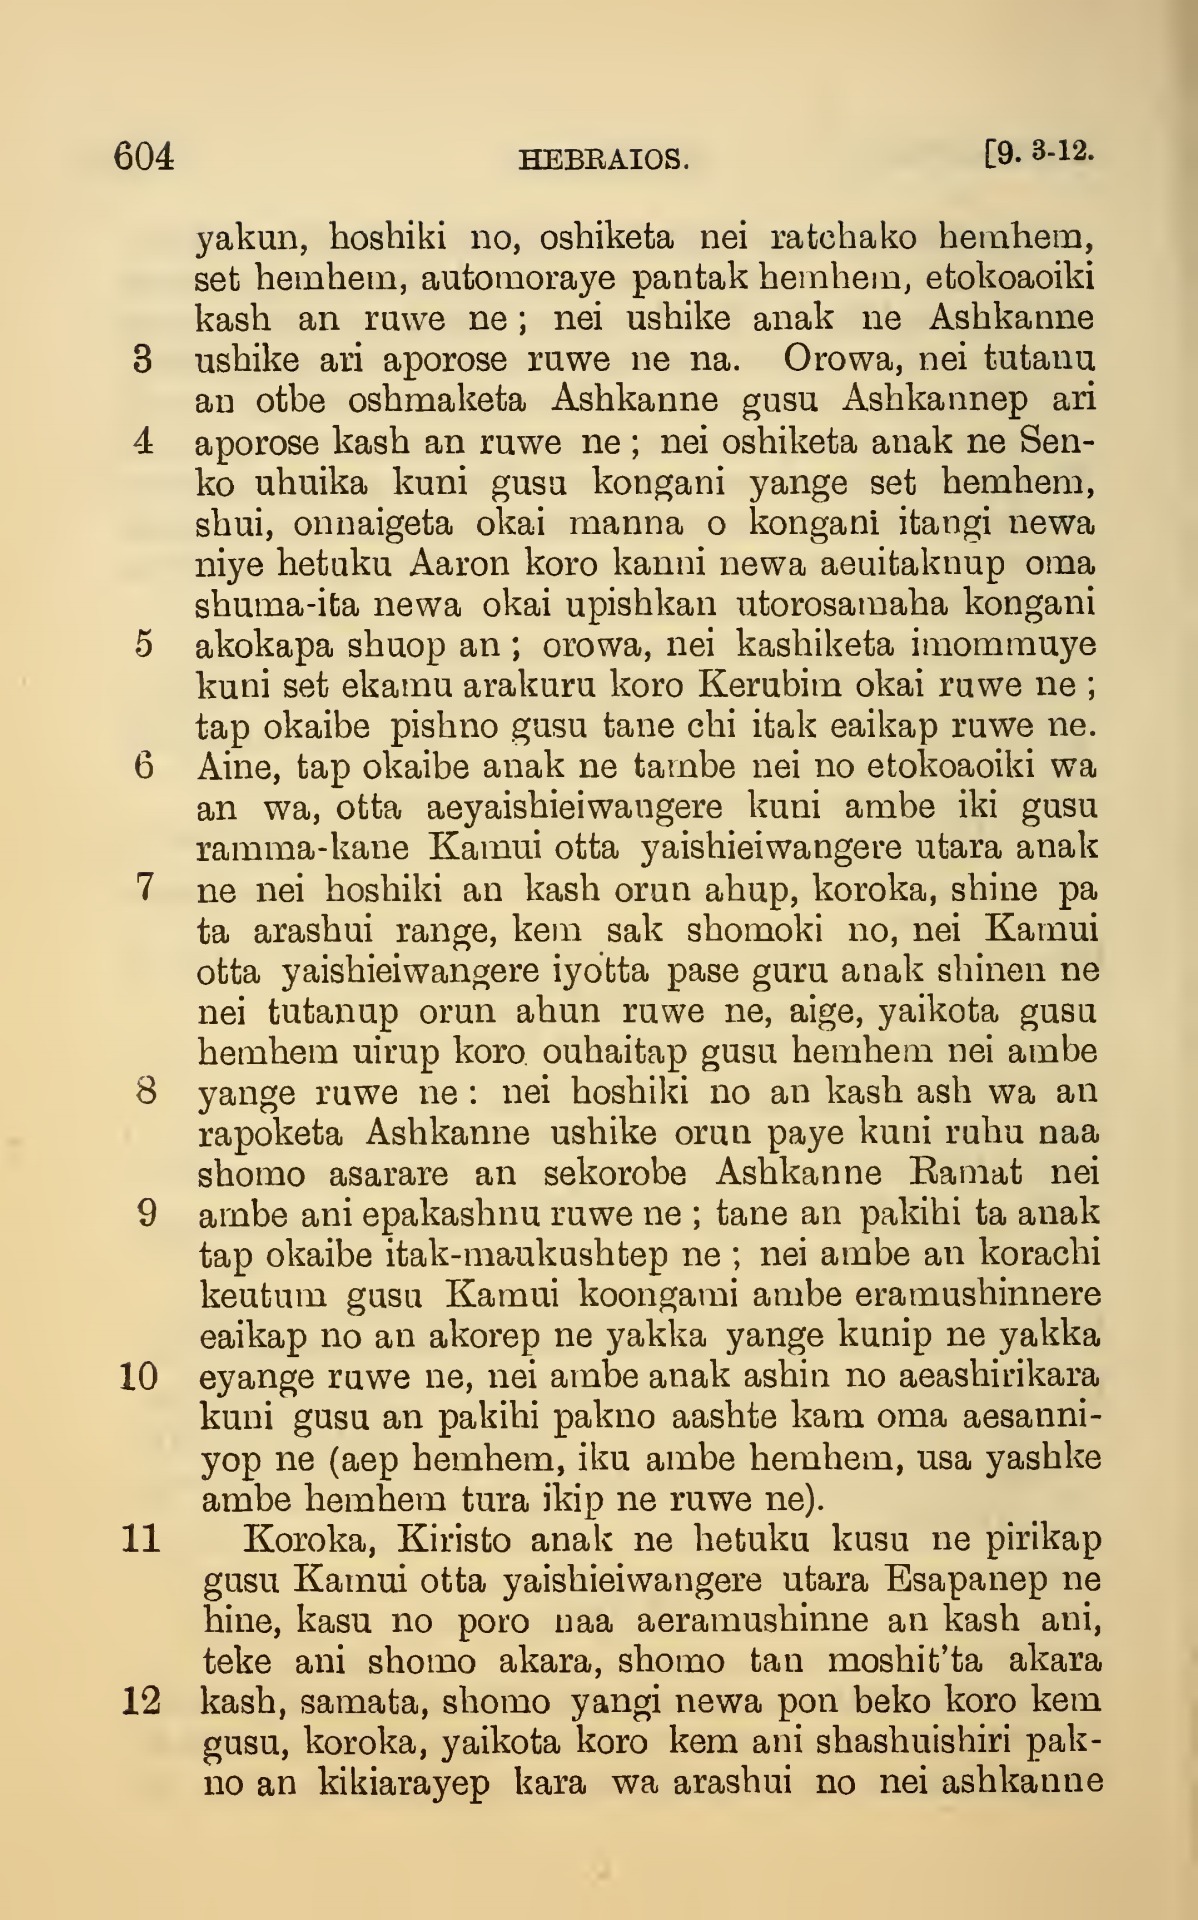 604 HEBRAIOS. [9. 3-12.
yakun, hoshiki no, oshiketa nei ratchako hemhem,
set hemhem, automoraye pantak hemhem, etokoaoiki
kash an ruwe ne ; nei ushike anak ne Ashkanne
3 ushike ari aporose ruwe ne na. Orowa, nei tutanu
an otbe oshmaketa Ashkanne gusu Ashkannep ari
4 aporose kash an ruwe ne ; nei oshiketa anak ne Sen-
ko uhuika kuni gusu kongani yange set hemhem,
shui, onnaigeta okai manna o kongani itangi newa
niye hetuku Aaron koro kanni newa aeuitaknup oma
shuma-ita newa okai upishkan utorosamaha kongani
5 akokapa shuop an ; orowa, nei kashiketa imommuye
kuni set ekamu arakuru koro Kerubim okai ruwe ne ;
tap okaibe pishno gusu tane chi itak eaikap ruwe ne.
6 Aine, tap okaibe anak ne tambe nei no etokoaoiki wa
an wa, otta aeyaishieiwangere kuni ambe iki gusu
ramma-kane Kamui otta yaishieiwangere utara anak
7 ne nei hoshiki an kash orun ahup, koroka, shine pa
ta arashui range, kem sak shomoki no, nei Kamui
otta yaishieiwangere iyotta pase guru anak shinen ne
nei tutanup orun ahun ruwe ne, aige, yaikota gusu
hemhem uirup koro ouhaitap gusu hemhem nei ambe
8 yange ruwe ne : nei hoshiki no an kash ash wa an
rapoketa Ashkanne ushike orun paye kuni ruhu naa
shomo asarare an sekorobe Ashkanne Ramat nei
9 ambe ani epakashnu ruwe ne ; tane an pakihi ta anak
tap okaibe itak-maukushtep ne ; nei ambe an korachi
keutum gusu Kamui koongami ambe eramushinnere
eaikap no an akorep ne yakka yange kunip ne yakka
10 eyange ruwe ne, nei ambe anak ashin no aeashirikara
kuni gusu an pakihi pakno aashte kam oma aesanni-
yop ne (aep hemhem, iku ambe hemhem, usa yashke
ambe hemhem tura ikip ne ruwe ne).
11 Koroka, Kiristo anak ne hetuku kusu ne pirikap
gusu Kamui otta yaishieiwangere utara Esapanep ne
hine, kasu no poro naa aeramushinne an kash ani,
teke ani shomo akara, shomo tan moshit'ta akara
12 kash, samata, shomo yangi newa pon beko koro kem
gusu, koroka, yaikota koro kem ani shashuishiri pak-
no an kikiarayep kara wa arashui no nei ashkanne